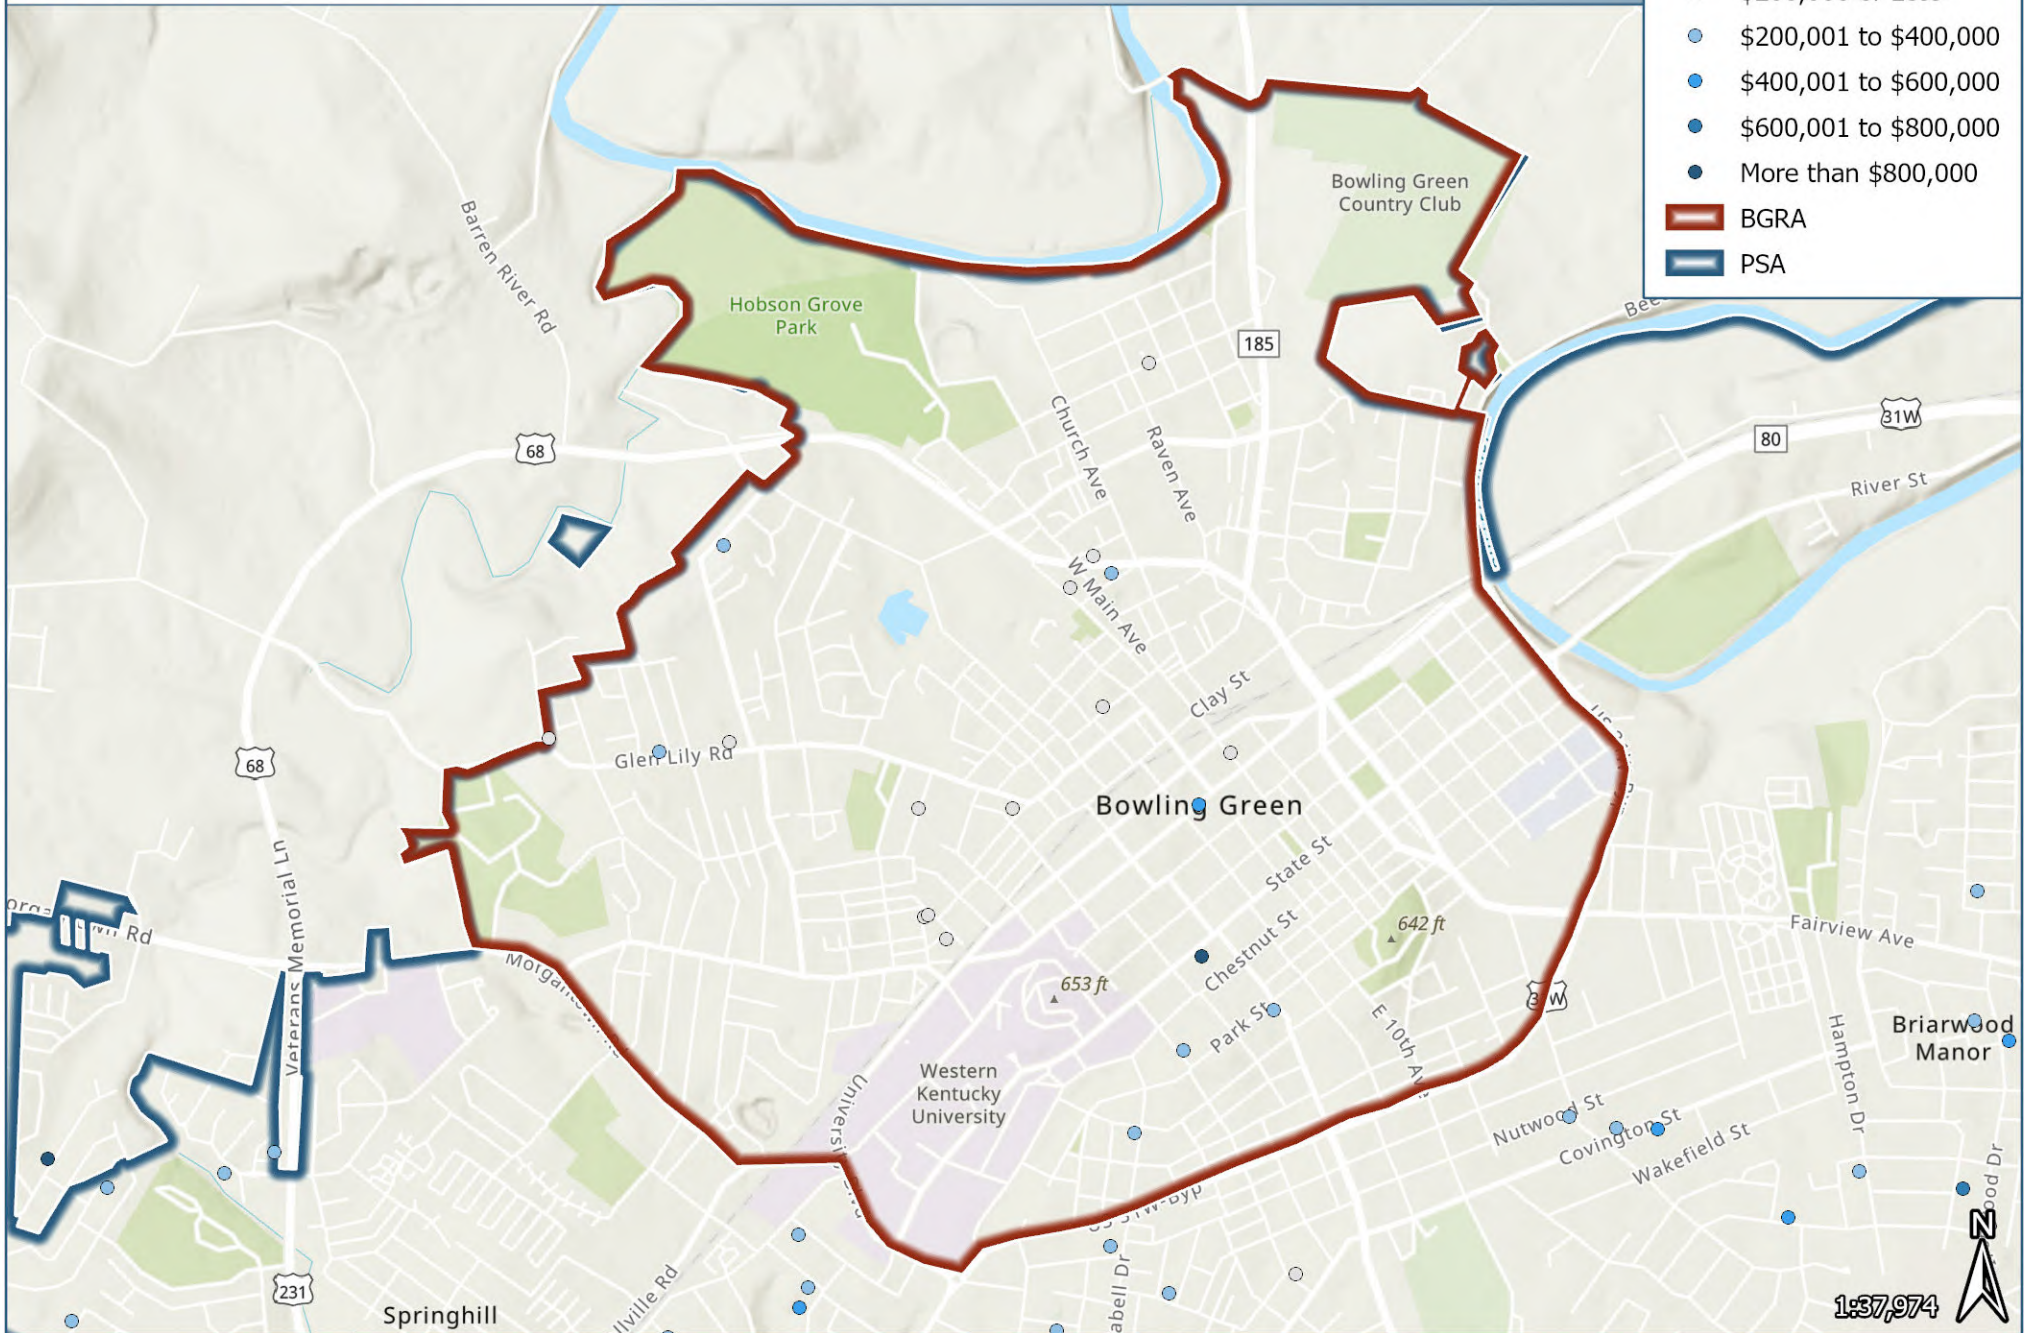 $200,001 to $400,000
$400,001 to $600,000
$600,001 to $800,000
More than $800,000
BGRA
PSA
Bowling Green
Country Club
Barren River Rd
Hobson Grove
Park
185
31W
80
68
River St
Church Ave
Raven Ave
W Main Ave
Clay St
Glen Lily Rd
68
Bowling Green
State St
Veterans Memorial Ln
Chestnut St
642 ft
Fairview Ave
653 ft
Park St
E 10th Ave
31W
Briarwood
Manor
Morgantown Rd
Western
Kentucky
University
University Blvd
Hampton Dr
Nutwood St
Covington St
Wakefield St
US 31W-Byp
231
Springhill
N
1:37,974